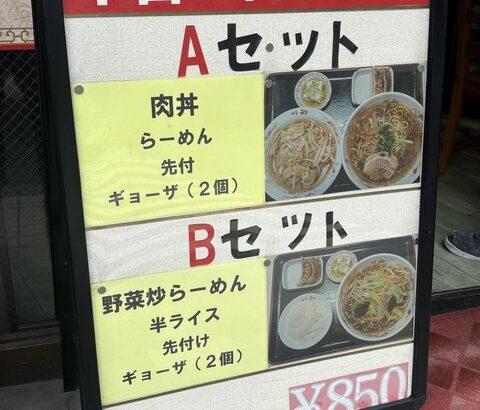 Aセット
肉丼
らーめん
先付
ギョーザ(2個)
Bセット
野菜炒らーめん
半ライス
先付け
ギョーザ(2個)
¥850